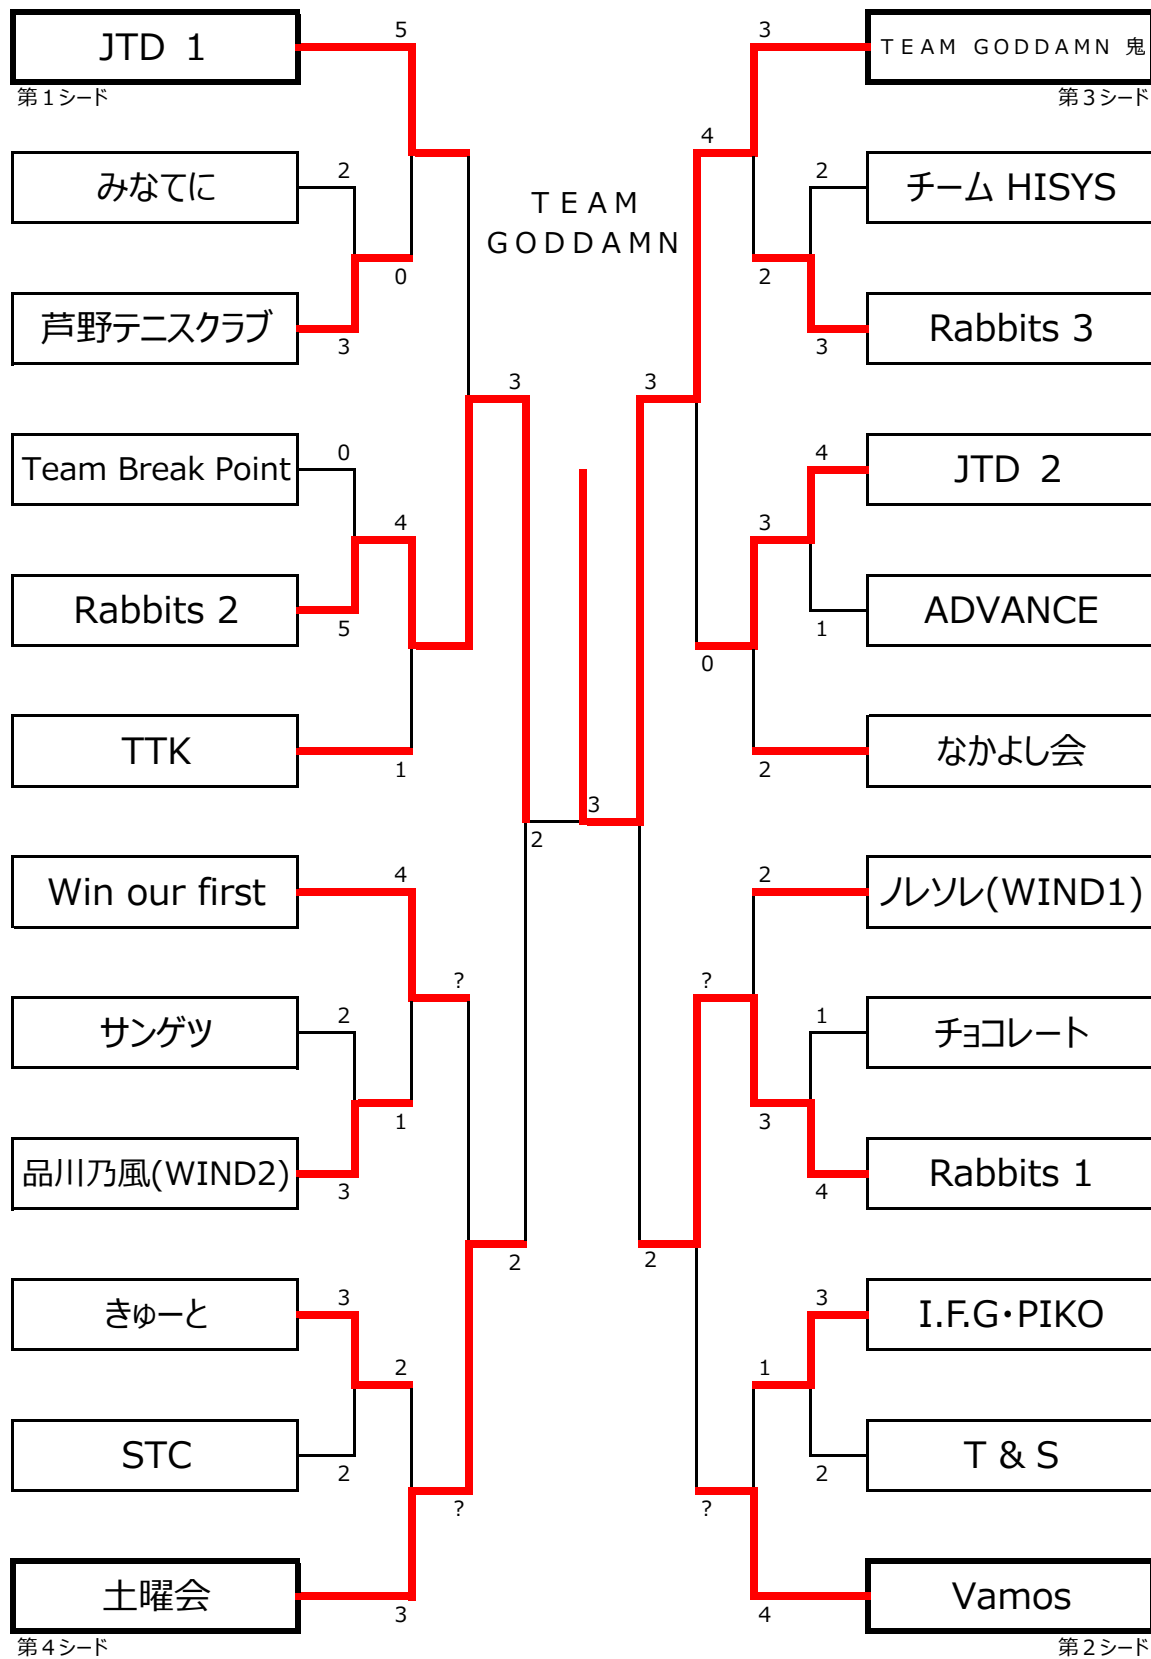 JTD 1
5
3
TEAM GODDAMN 鬼
第1シード
第3シード
4
みなてに
2
2
チーム HISYS
TEAM
GODDAMN
0
2
芦野テニスクラブ
3
3
Rabbits 3
3
3
Team Break Point
0
4
JTD 2
4
3
Rabbits 2
5
1
ADVANCE
0
TTK
1
2
なかよし会
3
2
Win our first
4
2
ノレソレ(WIND1)
?
?
サンゲツ
2
1
チョコレート
1
3
品川乃風(WIND2)
3
4
Rabbits 1
2
2
きゅーと
3
3
I.F.G・PIKO
2
1
STC
2
2
T & S
?
?
土曜会
3
4
Vamos
第4シード
第2シード